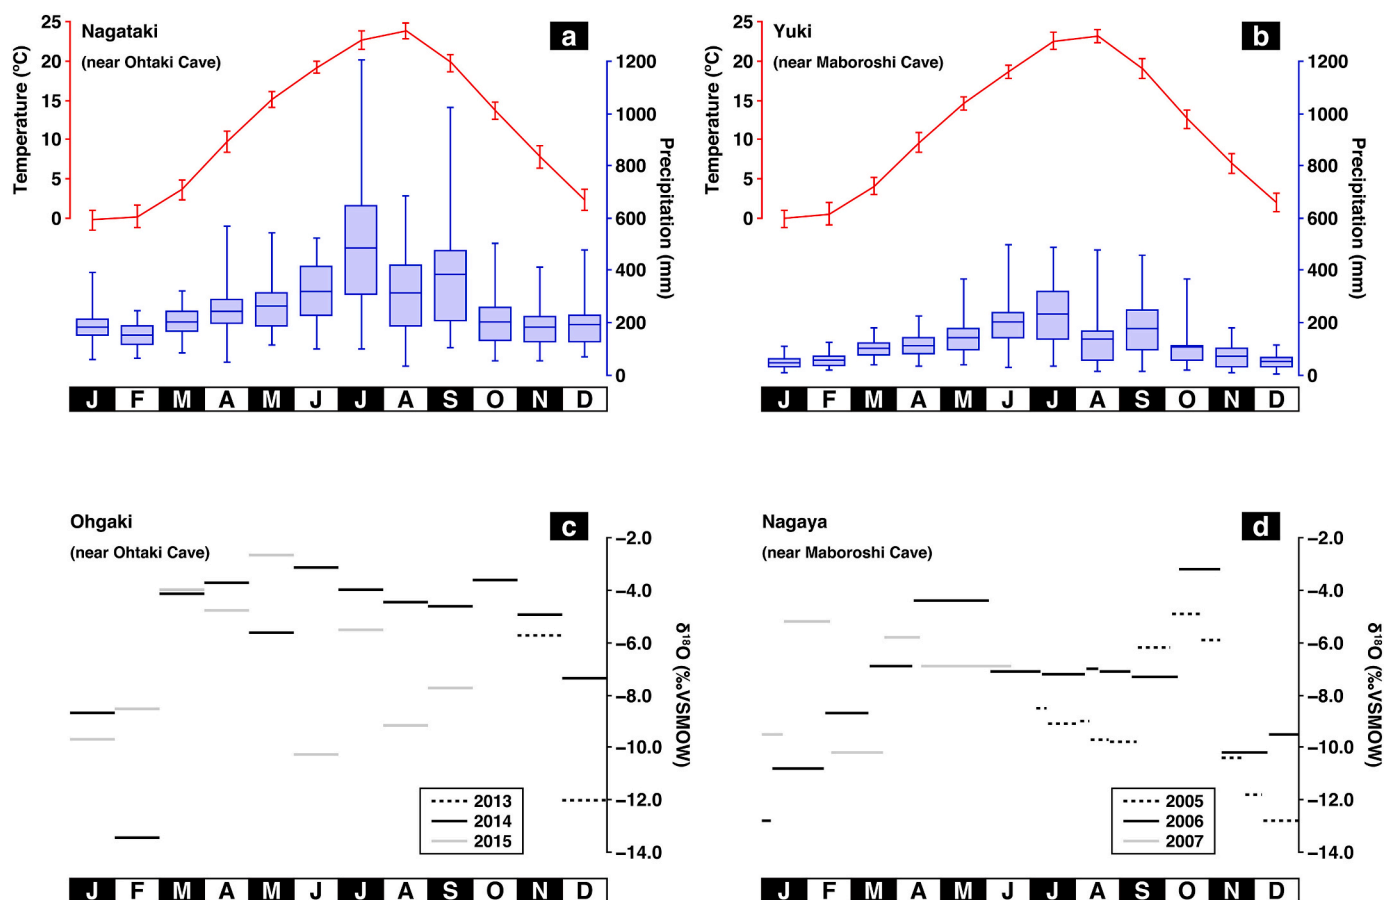 Nagataki
(near Ohtaki Cave)
a
Temperature (°C)
25
20
15
10
5
0
Precipitation (mm)
1200
1000
800
600
400
200
0
J F M A M J J A S O N D
Yuki
(near Maboroshi Cave)
b
Temperature (°C)
25
20
15
10
5
0
Precipitation (mm)
1200
1000
800
600
400
200
0
J F M A M J J A S O N D
Ohgaki
(near Ohtaki Cave)
c
−2.0
−4.0
−6.0
−8.0
−10.0
−12.0
−14.0
δ¹⁸O (‰VSMOW)
2013
2014
2015
J F M A M J J A S O N D
Nagaya
(near Maboroshi Cave)
d
−2.0
−4.0
−6.0
−8.0
−10.0
−12.0
−14.0
δ¹⁸O (‰VSMOW)
2005
2006
2007
J F M A M J J A S O N D